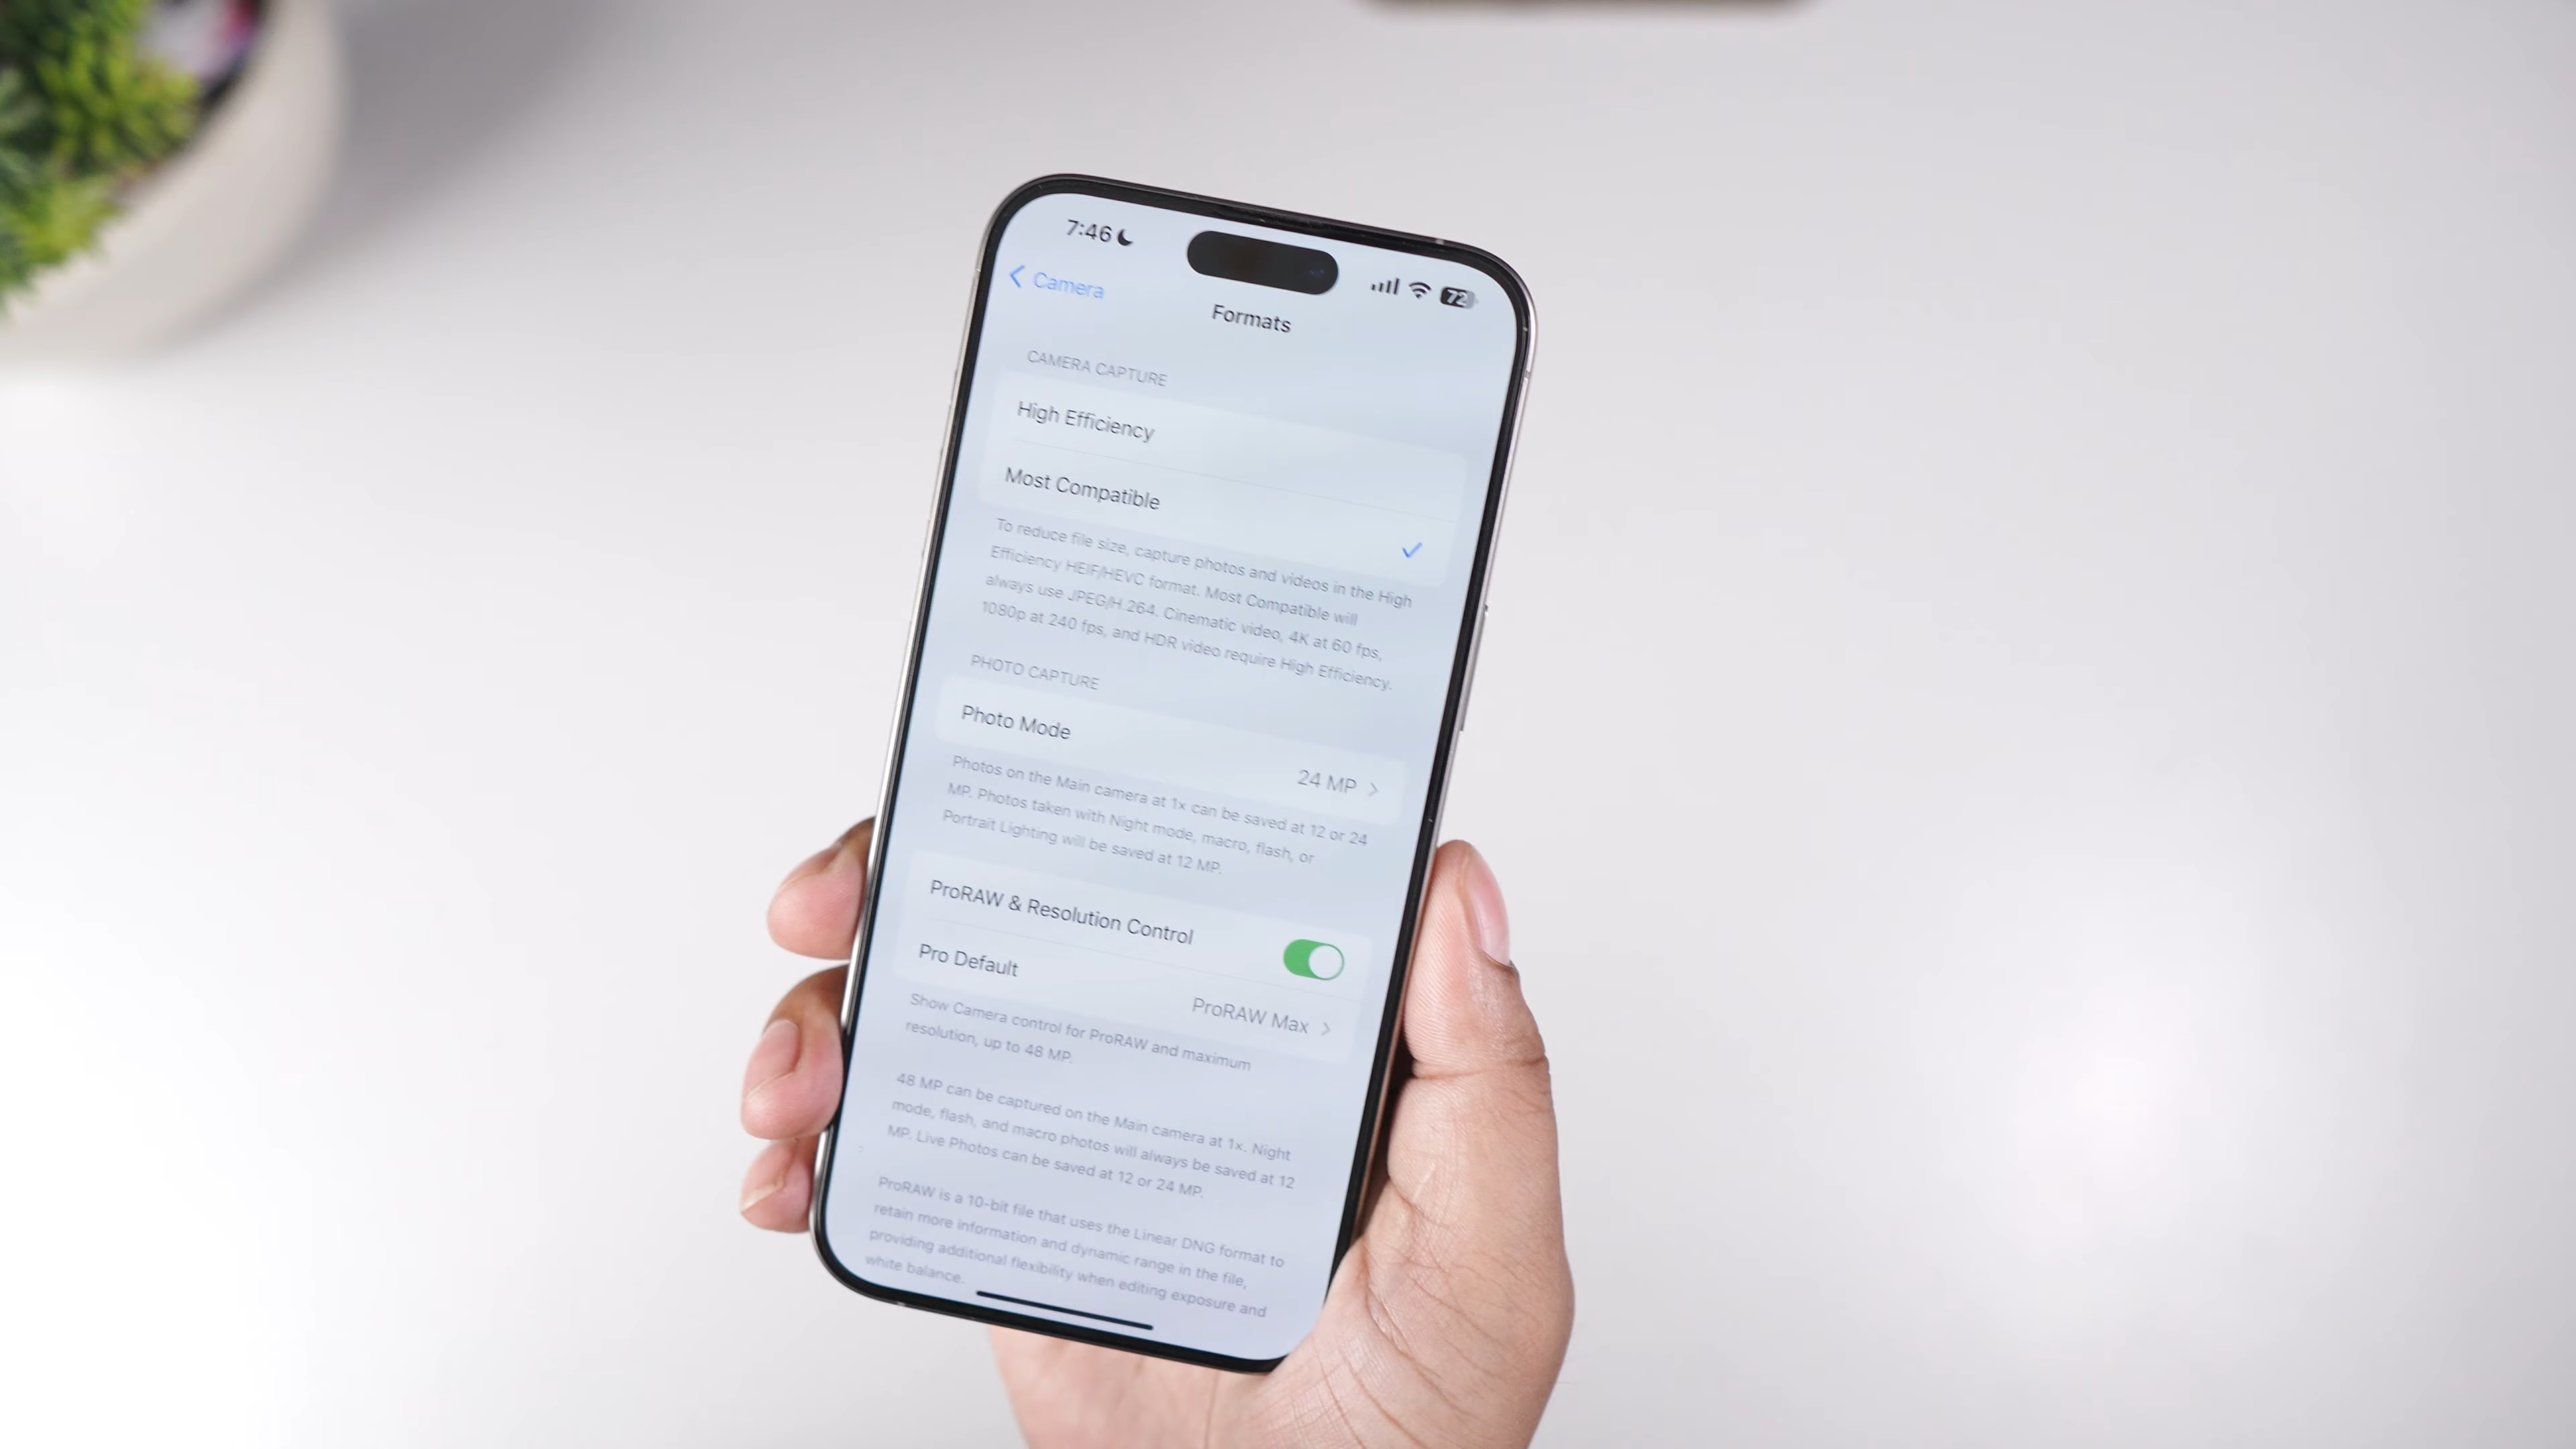 7:46
72
Camera
Formats
CAMERA CAPTURE
High Efficiency
Most Compatible
To reduce file size, capture photos and videos in the High
Efficiency HEIF/HEVC format. Most Compatible will
always use JPEG/H.264. Cinematic video, 4K at 60 fps,
1080p at 240 fps, and HDR video require High Efficiency.
PHOTO CAPTURE
Photo Mode
24 MP
Photos on the Main camera at 1x can be saved at 12 or 24
MP. Photos taken with Night mode, macro, flash, or
Portrait Lighting will be saved at 12 MP.
ProRAW & Resolution Control
Pro Default
ProRAW Max
Show Camera control for ProRAW and maximum
resolution, up to 48 MP.
48 MP can be captured on the Main camera at 1x. Night
mode, flash, and macro photos will always be saved at 12
MP. Live Photos can be saved at 12 or 24 MP.
ProRAW is a 10-bit file that uses the Linear DNG format to
retain more information and dynamic range in the file,
providing additional flexibility when editing exposure and
white balance.